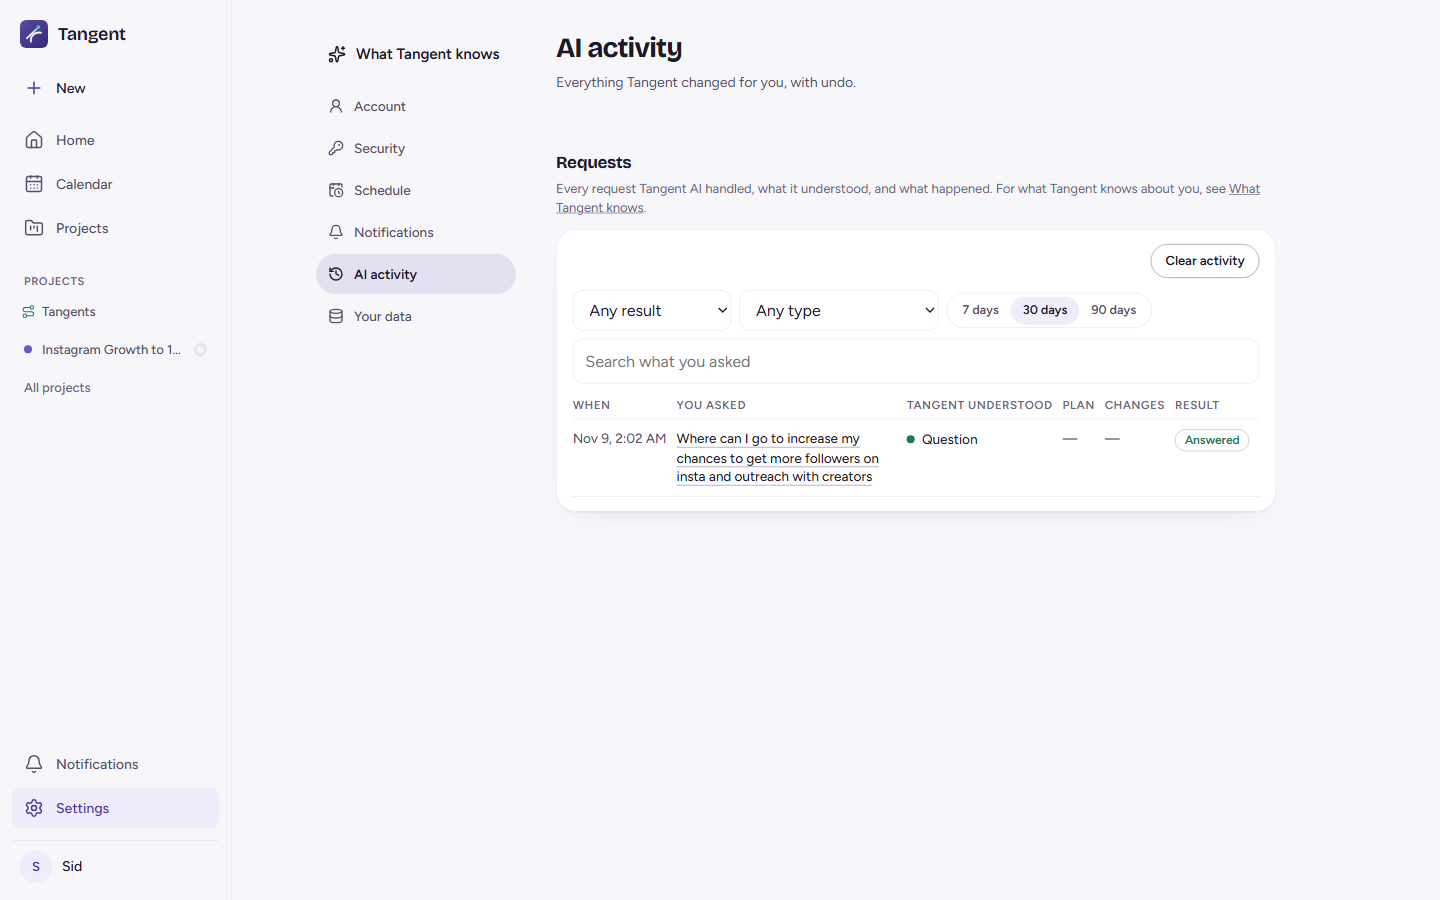 Tangent
New
Home
Calendar
Projects
PROJECTS
Tangents
Instagram Growth to 1...
All projects
Notifications
Settings
S
Sid
What Tangent knows
Account
Security
Schedule
Notifications
AI activity
Your data
AI activity
Everything Tangent changed for you, with undo.
Requests
Every request Tangent AI handled, what it understood, and what happened. For what Tangent knows about you, see What
Tangent knows.
Clear activity
Any result
Any type
7 days
30 days
90 days
Search what you asked
WHEN
YOU ASKED
TANGENT UNDERSTOOD
PLAN
CHANGES
RESULT
Nov 9, 2:02 AM
Where can I go to increase my
chances to get more followers on
insta and outreach with creators
Question
—
—
Answered